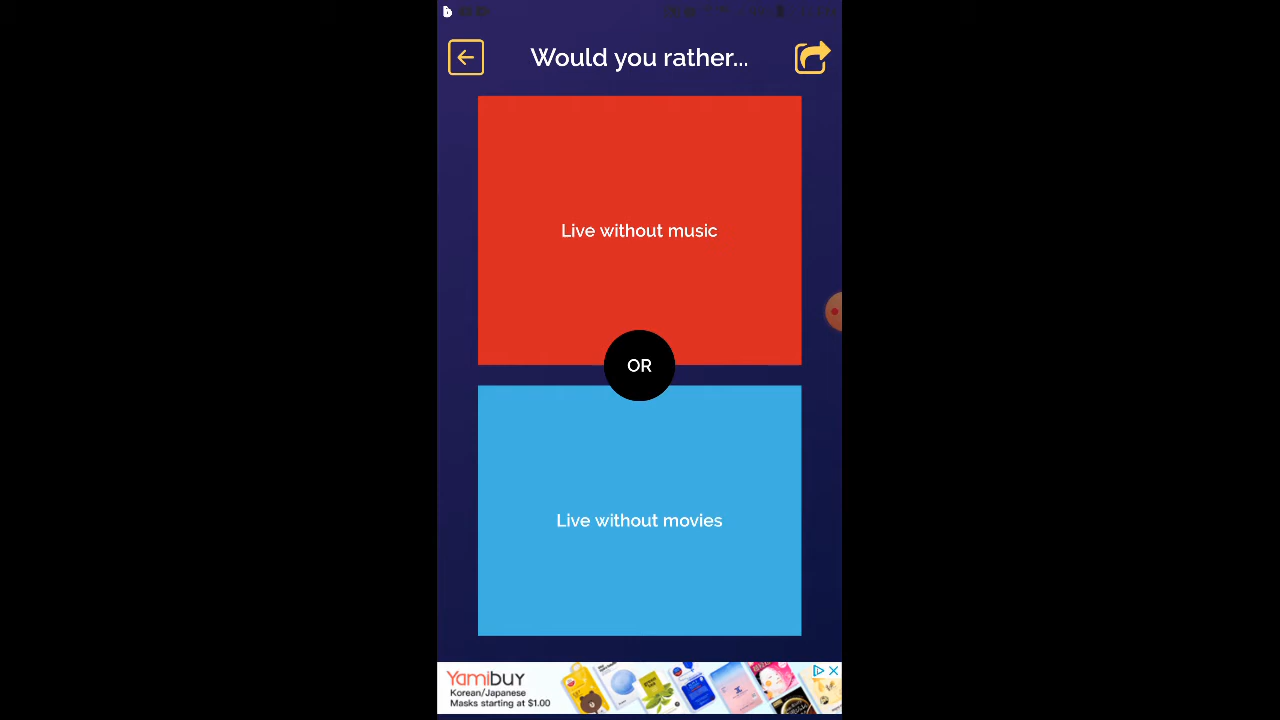 Would you rather...
Live without music
OR
Live without movies
Yamibuy
Korean/Japanese
Masks starting at $1.00